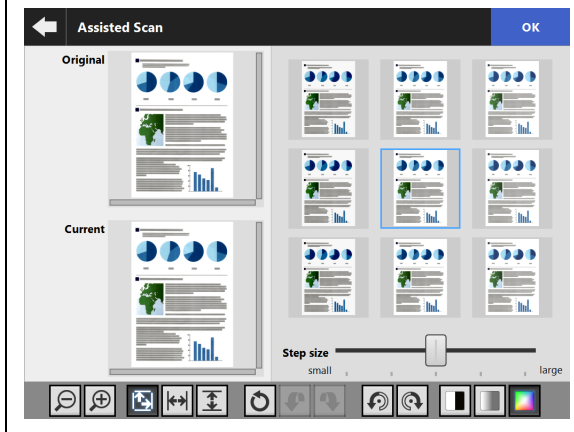 Assisted Scan
OK
Original
Current
Step size
small
large